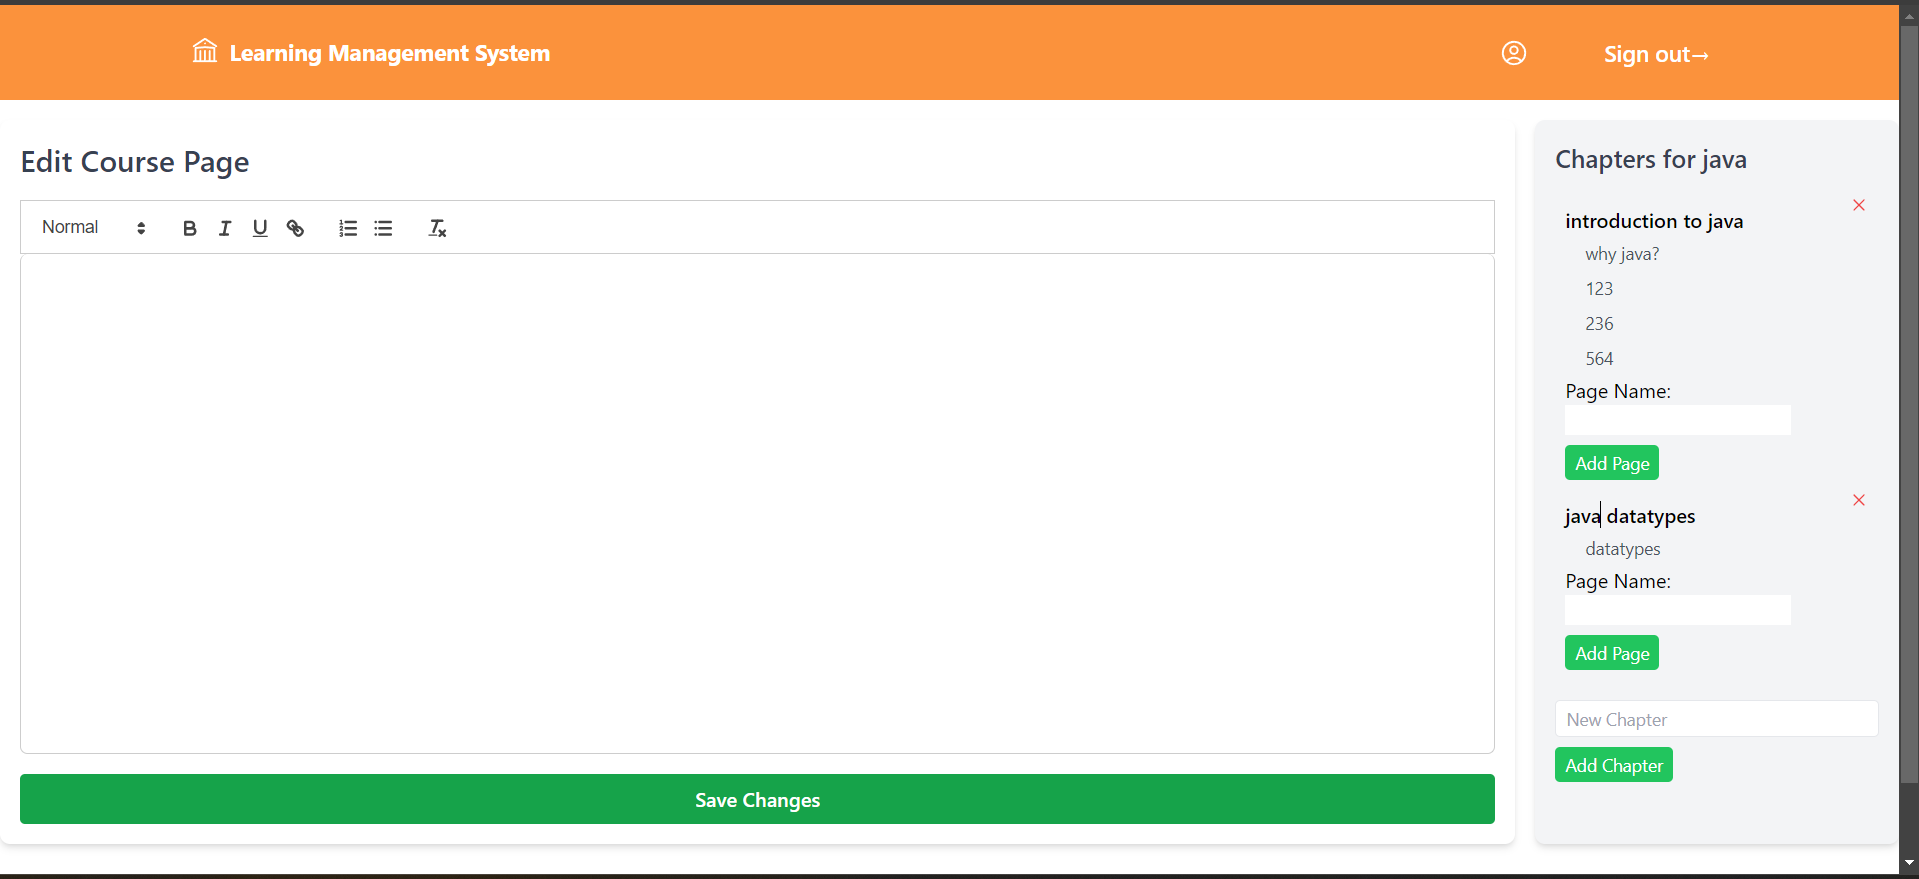 Learning Management System
Sign out→
Edit Course Page
Normal
Save Changes
Chapters for java
introduction to java
why java?
123
236
564
Page Name:
Add Page
java datatypes
datatypes
Page Name:
Add Page
New Chapter
Add Chapter